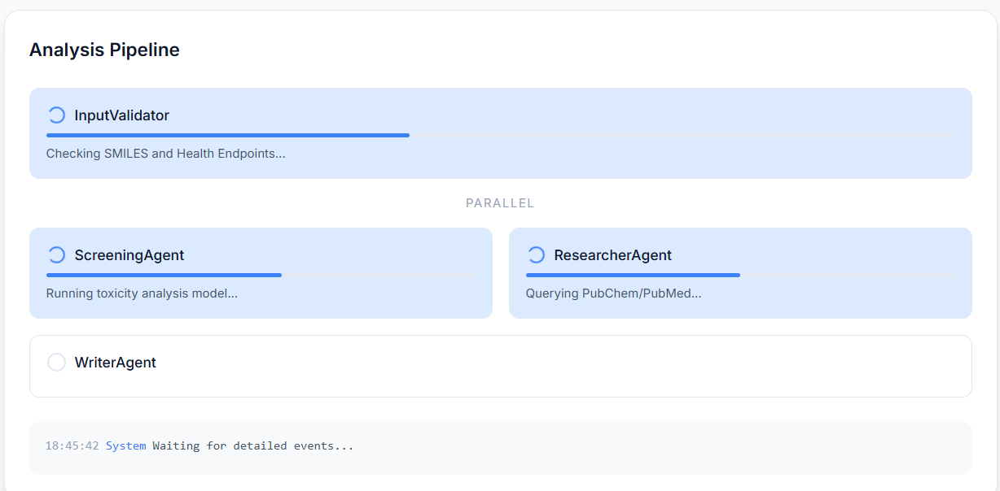 Analysis Pipeline
InputValidator
Checking SMILES and Health Endpoints...
PARALLEL
ScreeningAgent
Running toxicity analysis model...
ResearcherAgent
Querying PubChem/PubMed...
WriterAgent
18:45:42 System Waiting for detailed events...